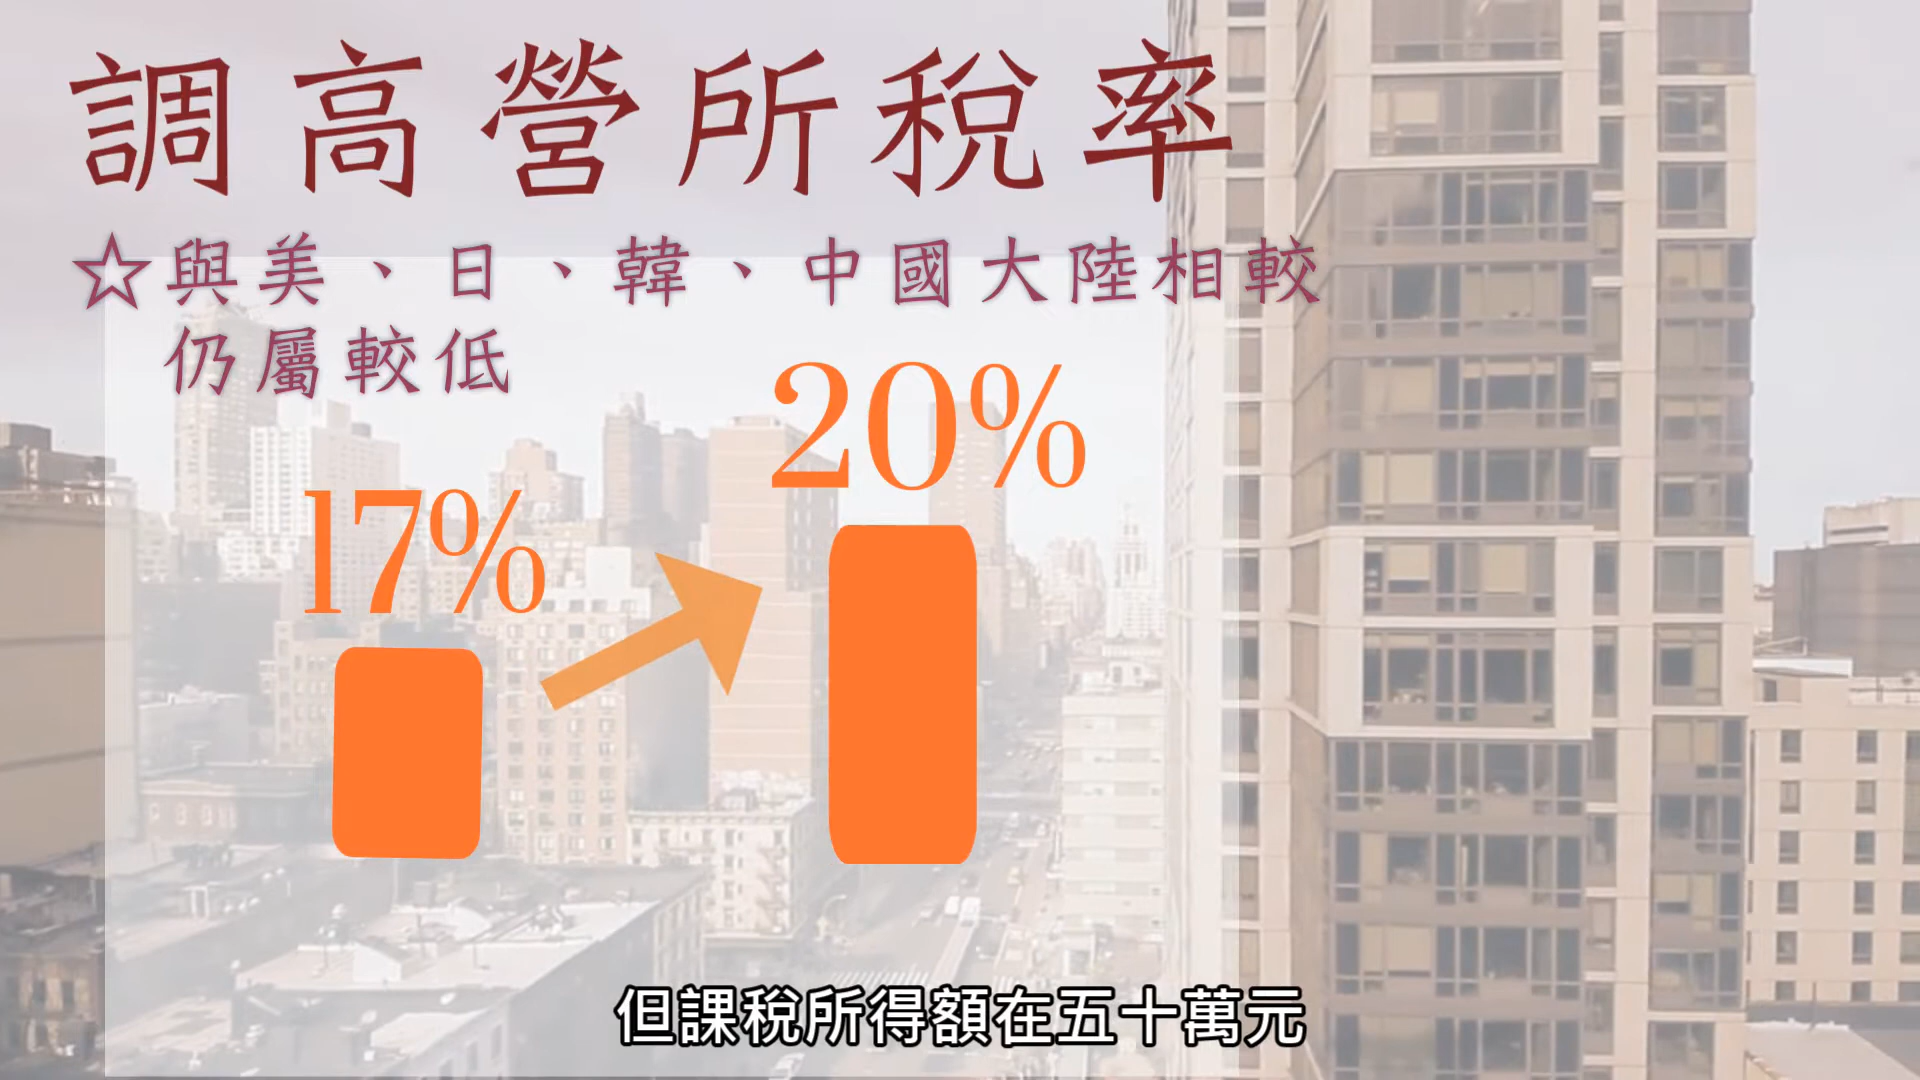 調高營所稅率
☆與美、日、韓、中國大陸相較
仍屬較低
20%
17%
但課稅所得額在五十萬元